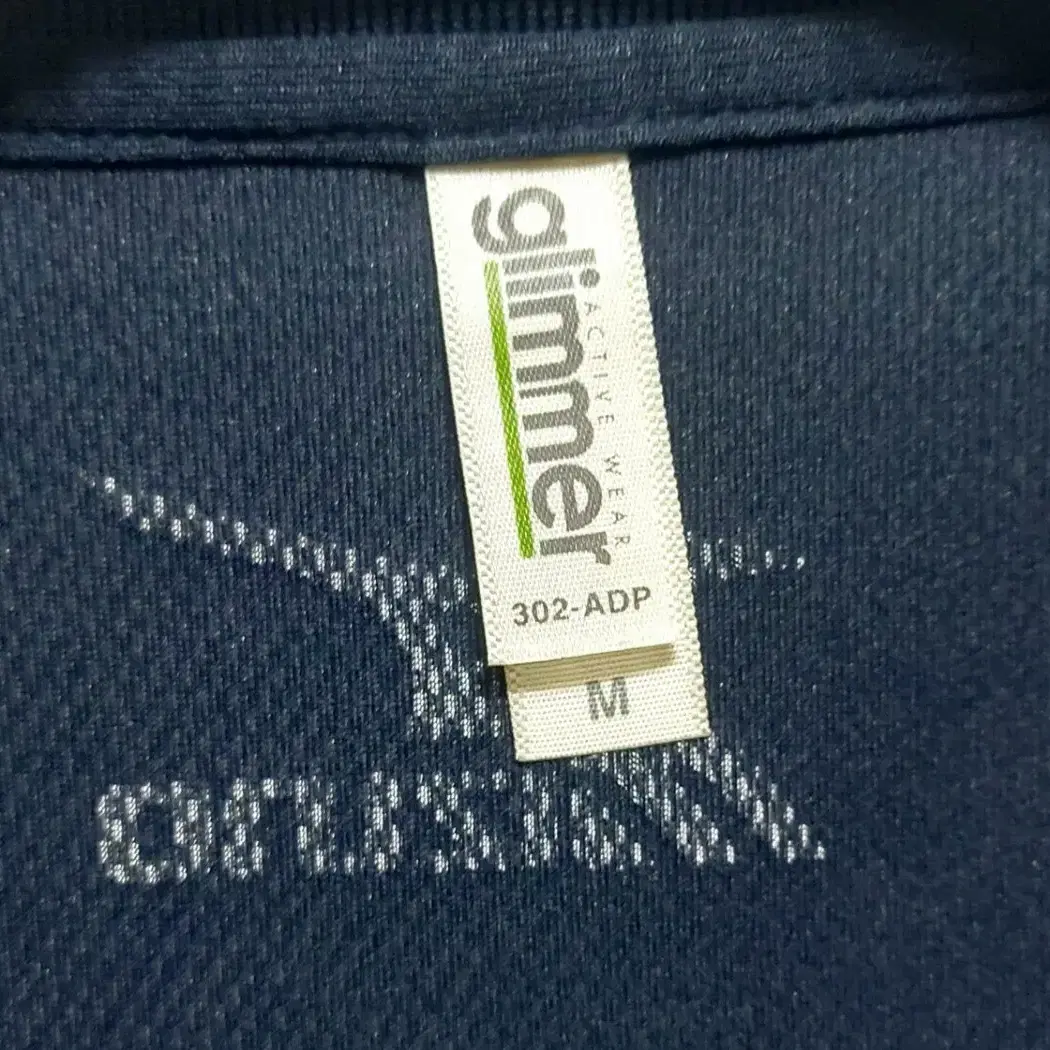 glimmer
ACTIVE WEAR
302-ADP
M